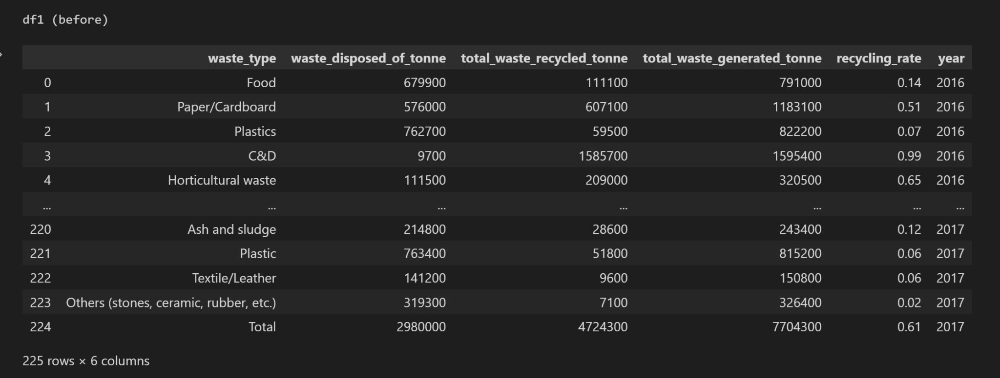 df1 (before)
waste_type waste_disposed_of_tonne total_waste_recycled_tonne total_waste_generated_tonne recycling_rate year
0 Food 679900 111100 791000 0.14 2016
1 Paper/Cardboard 576000 607100 1183100 0.51 2016
2 Plastics 762700 59500 822200 0.07 2016
3 C&D 9700 1585700 1595400 0.99 2016
4 Horticultural waste 111500 209000 320500 0.65 2016
... ... ... ... ... ... ...
220 Ash and sludge 214800 28600 243400 0.12 2017
221 Plastic 763400 51800 815200 0.06 2017
222 Textile/Leather 141200 9600 150800 0.06 2017
223 Others (stones, ceramic, rubber, etc.) 319300 7100 326400 0.02 2017
224 Total 2980000 4724300 7704300 0.61 2017
225 rows × 6 columns